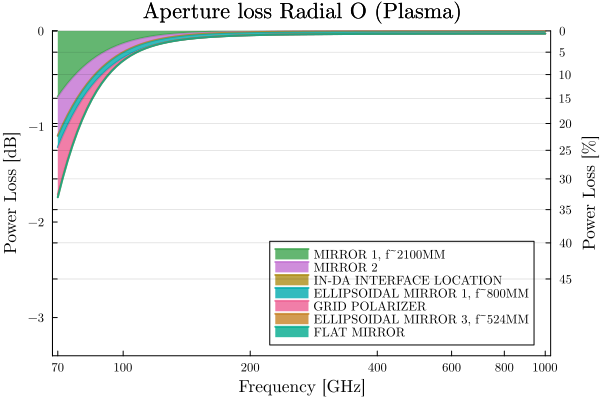 Aperture loss Radial O (Plasma)
Power Loss [dB]
0
−1
−2
−3
0
5
10
15
20
25
30
35
40
45
Power Loss [%]
MIRROR 1, f~2100MM
MIRROR 2
IN-DA INTERFACE LOCATION
ELLIPSOIDAL MIRROR 1, f~800MM
GRID POLARIZER
ELLIPSOIDAL MIRROR 3, f~524MM
FLAT MIRROR
70 100 200 400 600 800 1000
Frequency [GHz]